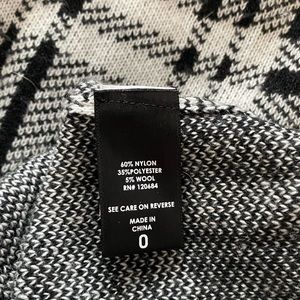 60% NYLON
35%POLYESTER
5% WOOL
RN# 120684
SEE CARE ON REVERSE
MADE IN
CHINA
0